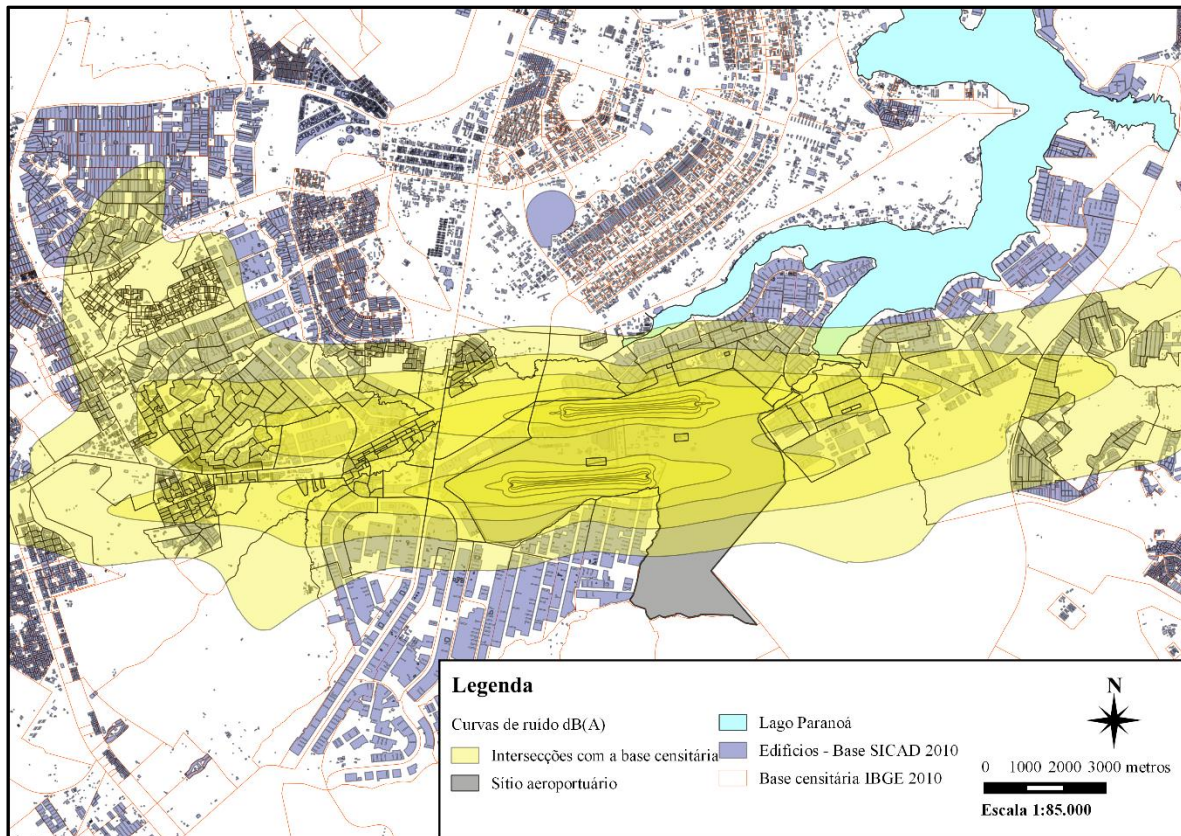 Legenda
Curvas de ruído dB(A)
Intersecções com a base censitária
Sítio aeroportuário
Lago Paranoá
Edifícios - Base SICAD 2010
Base censitária IBGE 2010
N
0 1000 2000 3000 metros
Escala 1:85.000